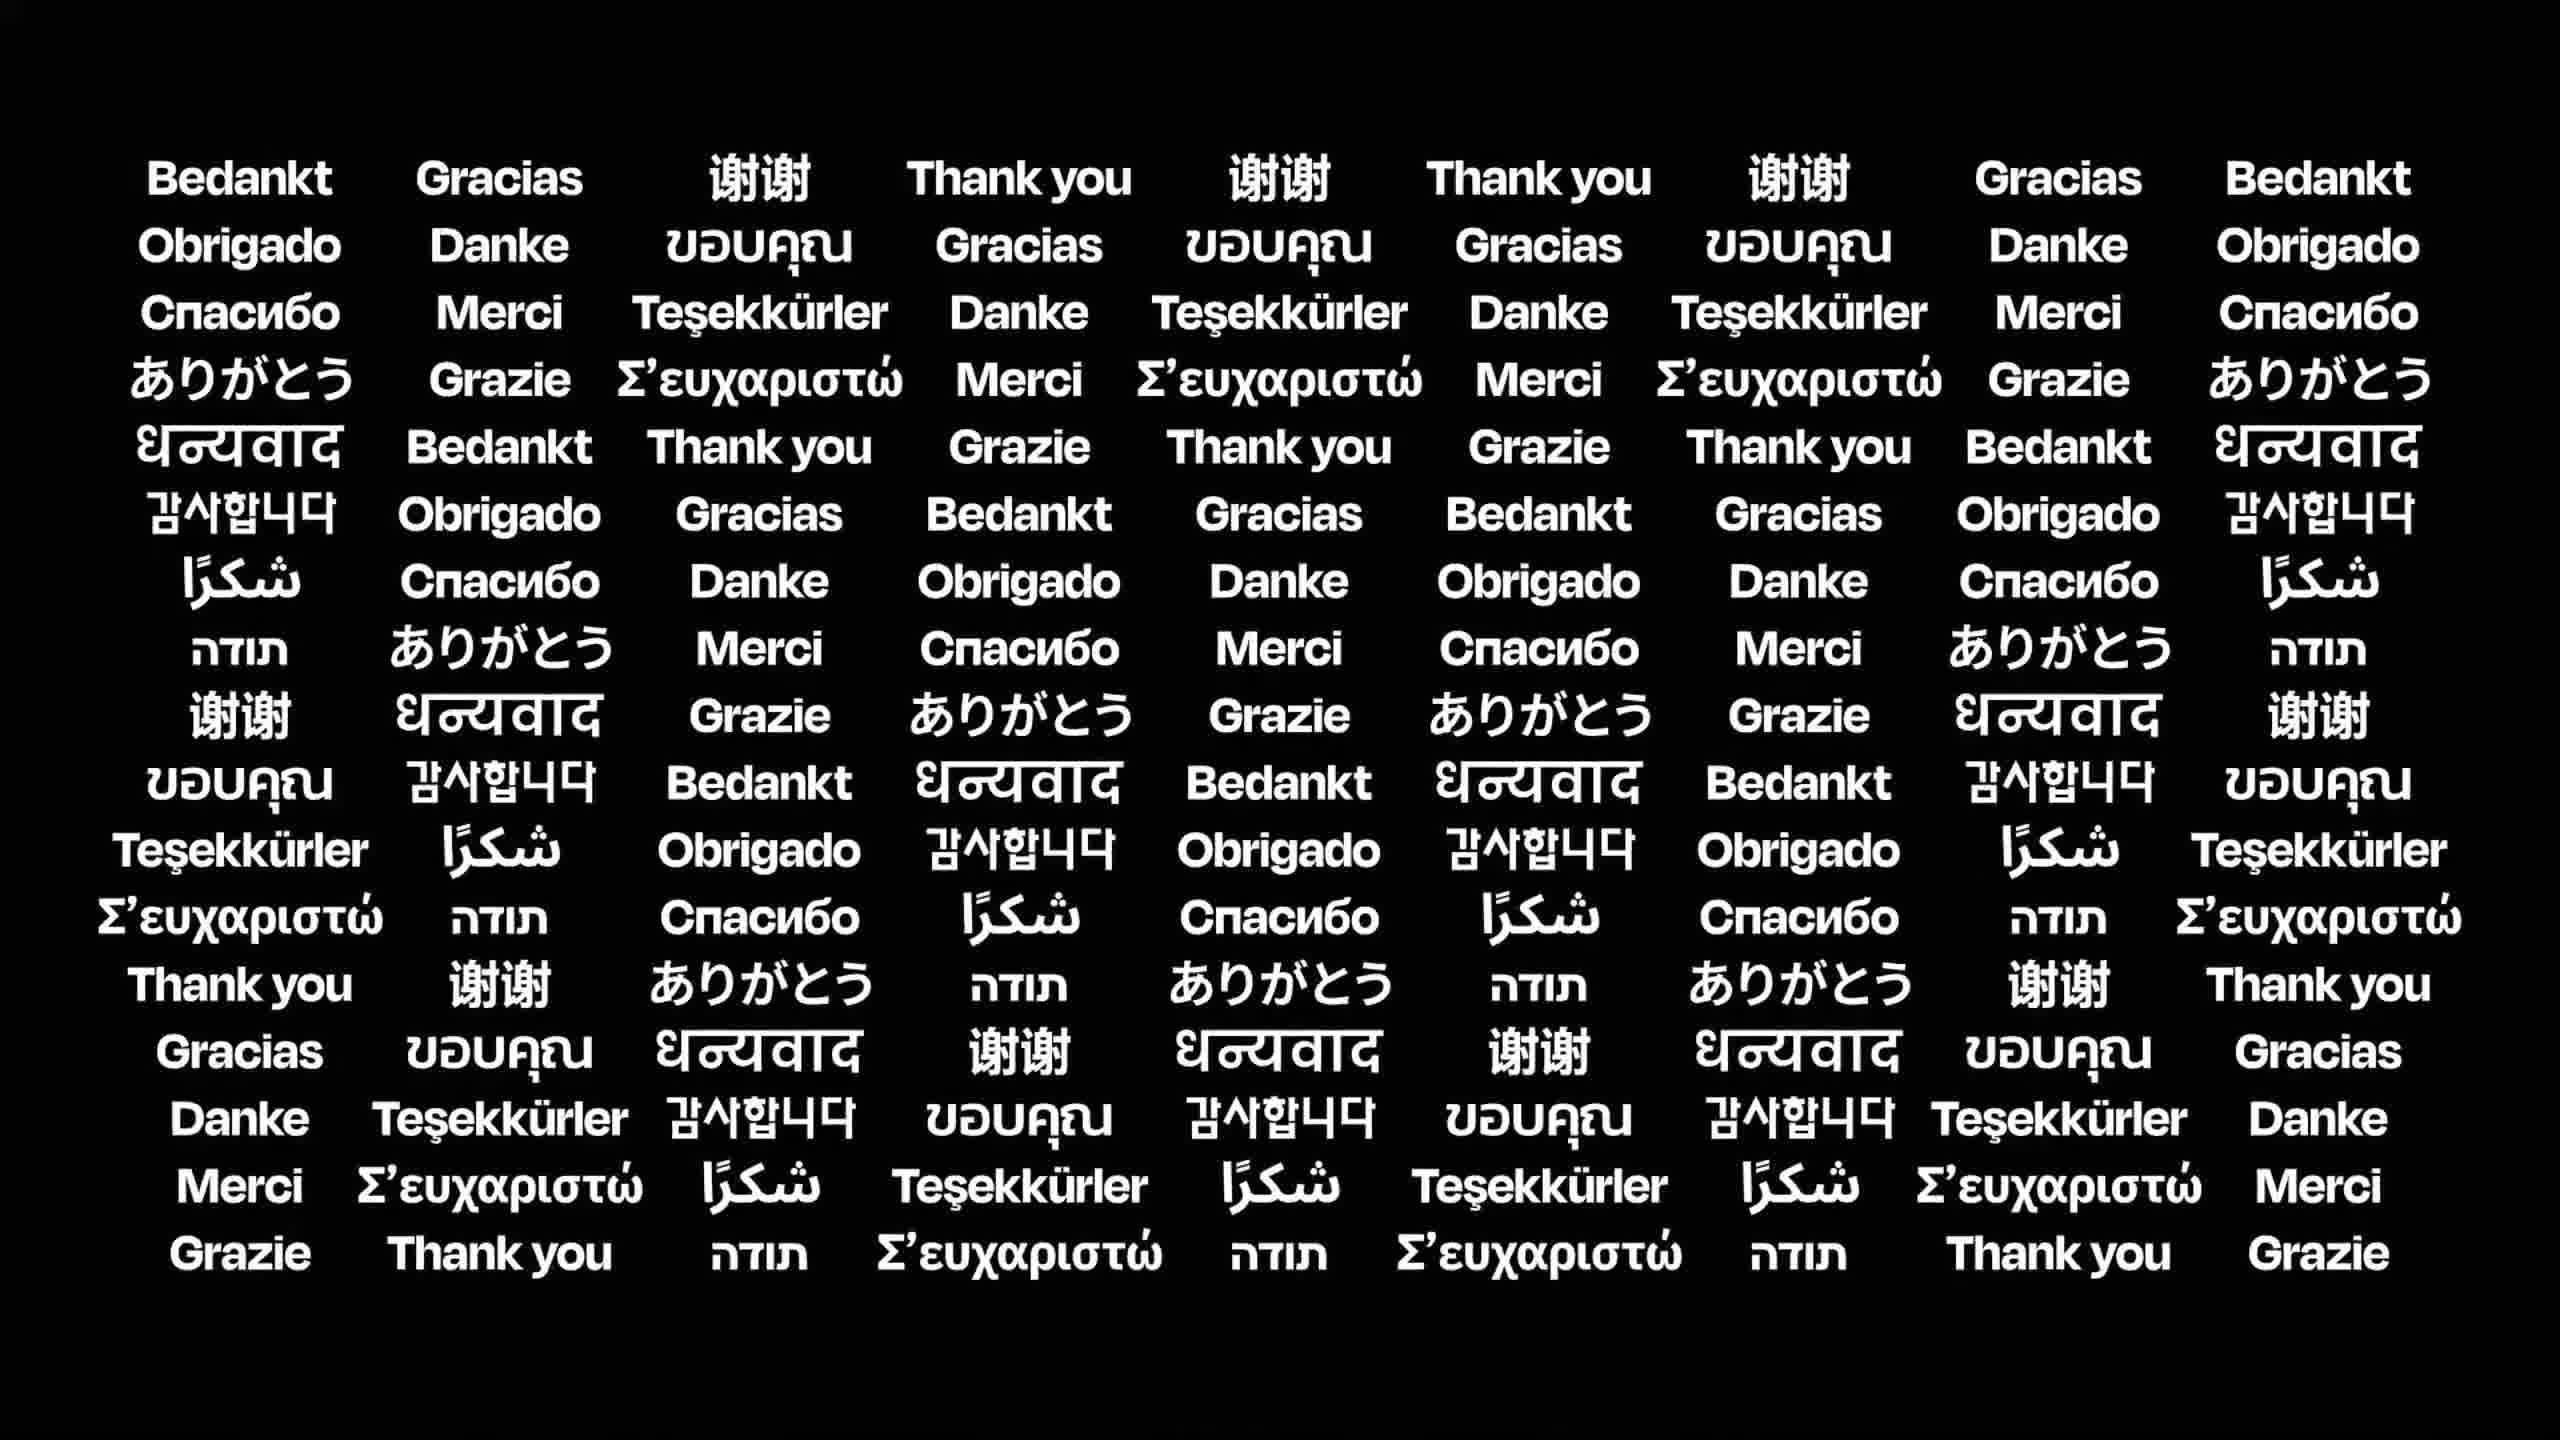 Bedankt Gracias 谢谢 Thank you 谢谢 Thank you 谢谢 Gracias Bedankt
Obrigado Danke ขอบคุณ Gracias ขอบคุณ Gracias ขอบคุณ Danke Obrigado
Спасибо Merci Teşekkürler Danke Teşekkürler Danke Teşekkürler Merci Спасибо
ありがとう Grazie Σ’ευχαριστώ Merci Σ’ευχαριστώ Merci Σ’ευχαριστώ Grazie ありがとう
धन्यवाद Bedankt Thank you Grazie Thank you Grazie Thank you Bedankt धन्यवाद
감사합니다 Obrigado Gracias Bedankt Gracias Bedankt Gracias Obrigado 감사합니다
شكرًا Спасибо Danke Obrigado Danke Obrigado Danke Спасибо شكرًا
תודה ありがとう Merci Спасибо Merci Спасибо Merci ありがとう תודה
谢谢 धन्यवाद Grazie ありがとう Grazie ありがとう Grazie धन्यवाद 谢谢
ขอบคุณ 감사합니다 Bedankt धन्यवाद Bedankt धन्यवाद Bedankt 감사합니다 ขอบคุณ
Teşekkürler شكرًا Obrigado 감사합니다 Obrigado 감사합니다 Obrigado شكرًا Teşekkürler
Σ’ευχαριστώ תודה Спасибо شكرًا Спасибо شكرًا Спасибо תודה Σ’ευχαριστώ
Thank you 谢谢 ありがとう תודה ありがとう תודה ありがとう 谢谢 Thank you
Gracias ขอบคุณ धन्यवाद 谢谢 धन्यवाद 谢谢 धन्यवाद ขอบคุณ Gracias
Danke Teşekkürler 감사합니다 ขอบคุณ 감사합니다 ขอบคุณ 감사합니다 Teşekkürler Danke
Merci Σ’ευχαριστώ شكرًا Teşekkürler شكرًا Teşekkürler شكرًا Σ’ευχαριστώ Merci
Grazie Thank you תודה Σ’ευχαριστώ תודה Σ’ευχαριστώ תודה Thank you Grazie